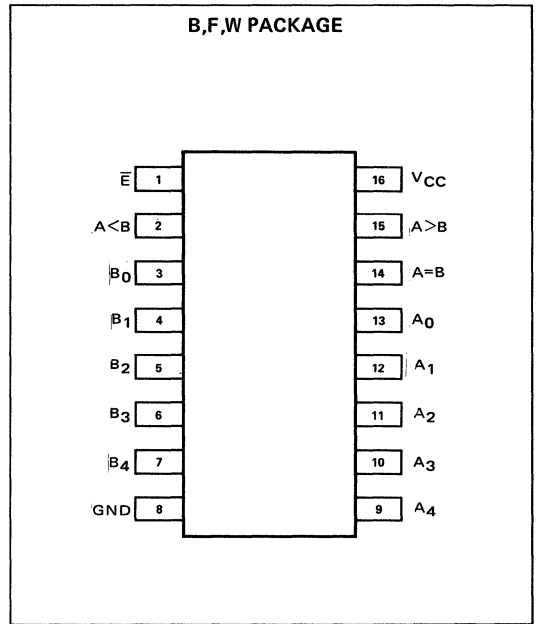 B,F,W PACKAGE
E̅ 1 16 VCC
A<B 2 15 A>B
B0 3 14 A=B
B1 4 13 A0
B2 5 12 A1
B3 6 11 A2
B4 7 10 A3
GND 8 9 A4